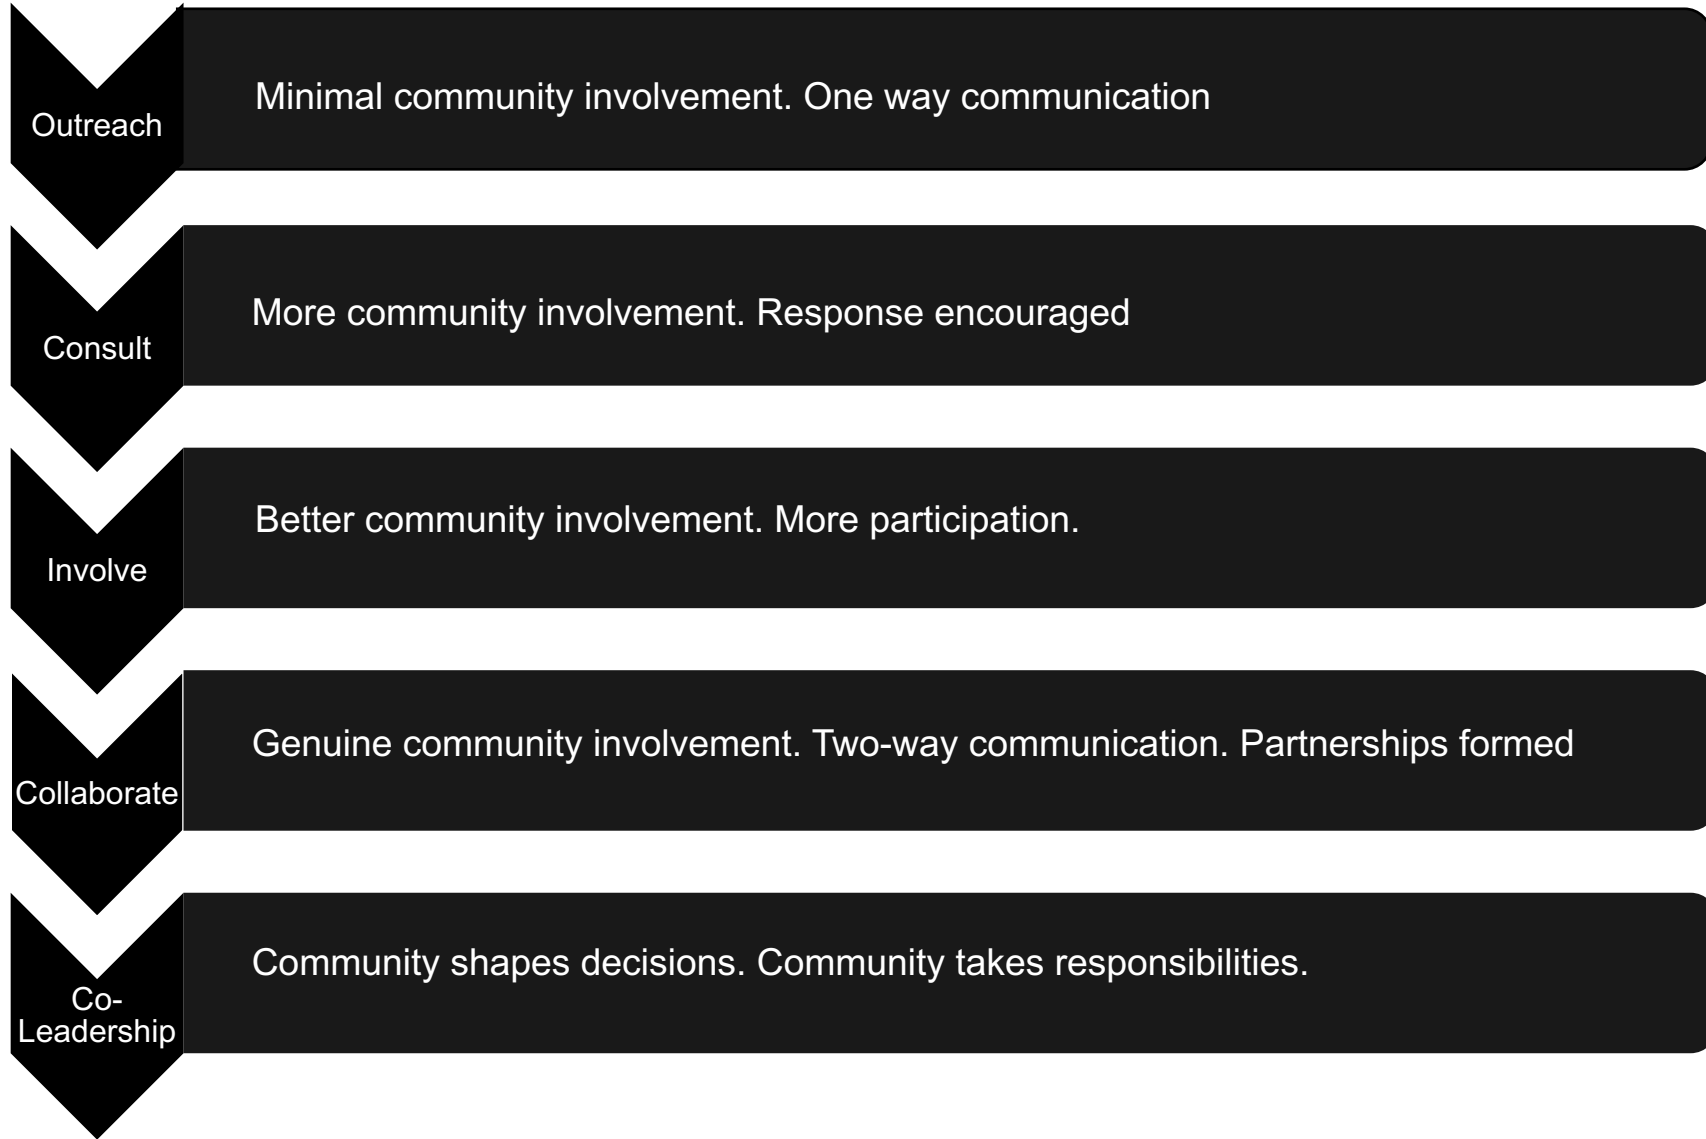 Outreach
Minimal community involvement. One way communication
Consult
More community involvement. Response encouraged
Involve
Better community involvement. More participation.
Collaborate
Genuine community involvement. Two-way communication. Partnerships formed
Co-
Leadership
Community shapes decisions. Community takes responsibilities.